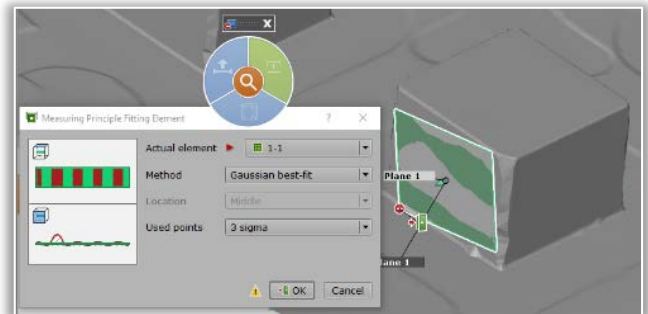 X
Measuring Principle Fitting Element
? X
Actual element 1-1
Method Gaussian best-fit
Location Middle
Used points 3 sigma
OK Cancel
Plane 1
lane 1